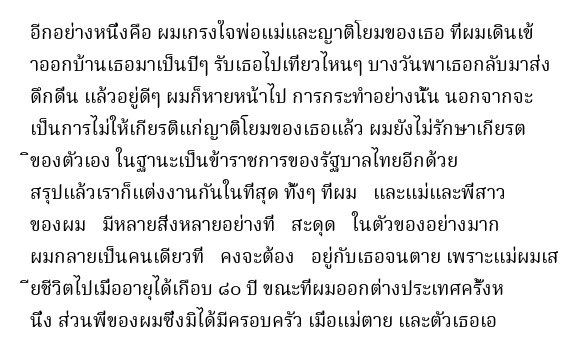 อีกอย่างหนึ่งคือ ผมเกรงใจพ่อแม่และญาติโยมของเธอ ที่ผมเดินเข้
าออกบ้านเธอมาเป็นปีๆ รับเธอไปเที่ยวไหนๆ บางวันพาเธอกลับมาส่ง
ดึกดื่น แล้วอยู่ดีๆ ผมก็หายหน้าไป การกระทำอย่างนั้น นอกจากจะ
เป็นการไม่ให้เกียรติแก่ญาติโยมของเธอแล้ว ผมยังไม่รักษาเกียรต
ิของตัวเอง ในฐานะเป็นข้าราชการของรัฐบาลไทยอีกด้วย
สรุปแล้วเราก็แต่งงานกันในที่สุด ทั้งๆ ที่ผม และแม่และพี่สาว
ของผม มีหลายสิ่งหลายอย่างที่ สะดุด ในตัวของอย่างมาก
ผมกลายเป็นคนเดียวที่ คงจะต้อง อยู่กับเธอจนตาย เพราะแม่ผมเส
ียชีวิตไปเมื่ออายุได้เกือบ ๘๐ ปี ขณะที่ผมออกต่างประเทศครั้งห
นึ่ง ส่วนพี่ของผมซึ่งมิได้มีครอบครัว เมื่อแม่ตาย และตัวเธอเอ